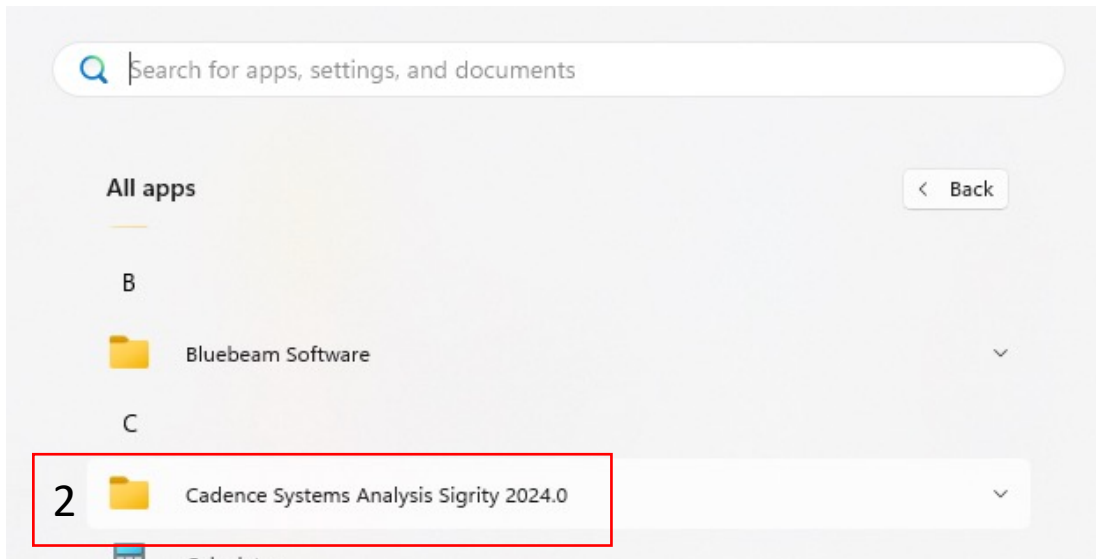 Search for apps, settings, and documents
All apps
Back
B
Bluebeam Software
C
2
Cadence Systems Analysis Sigrity 2024.0